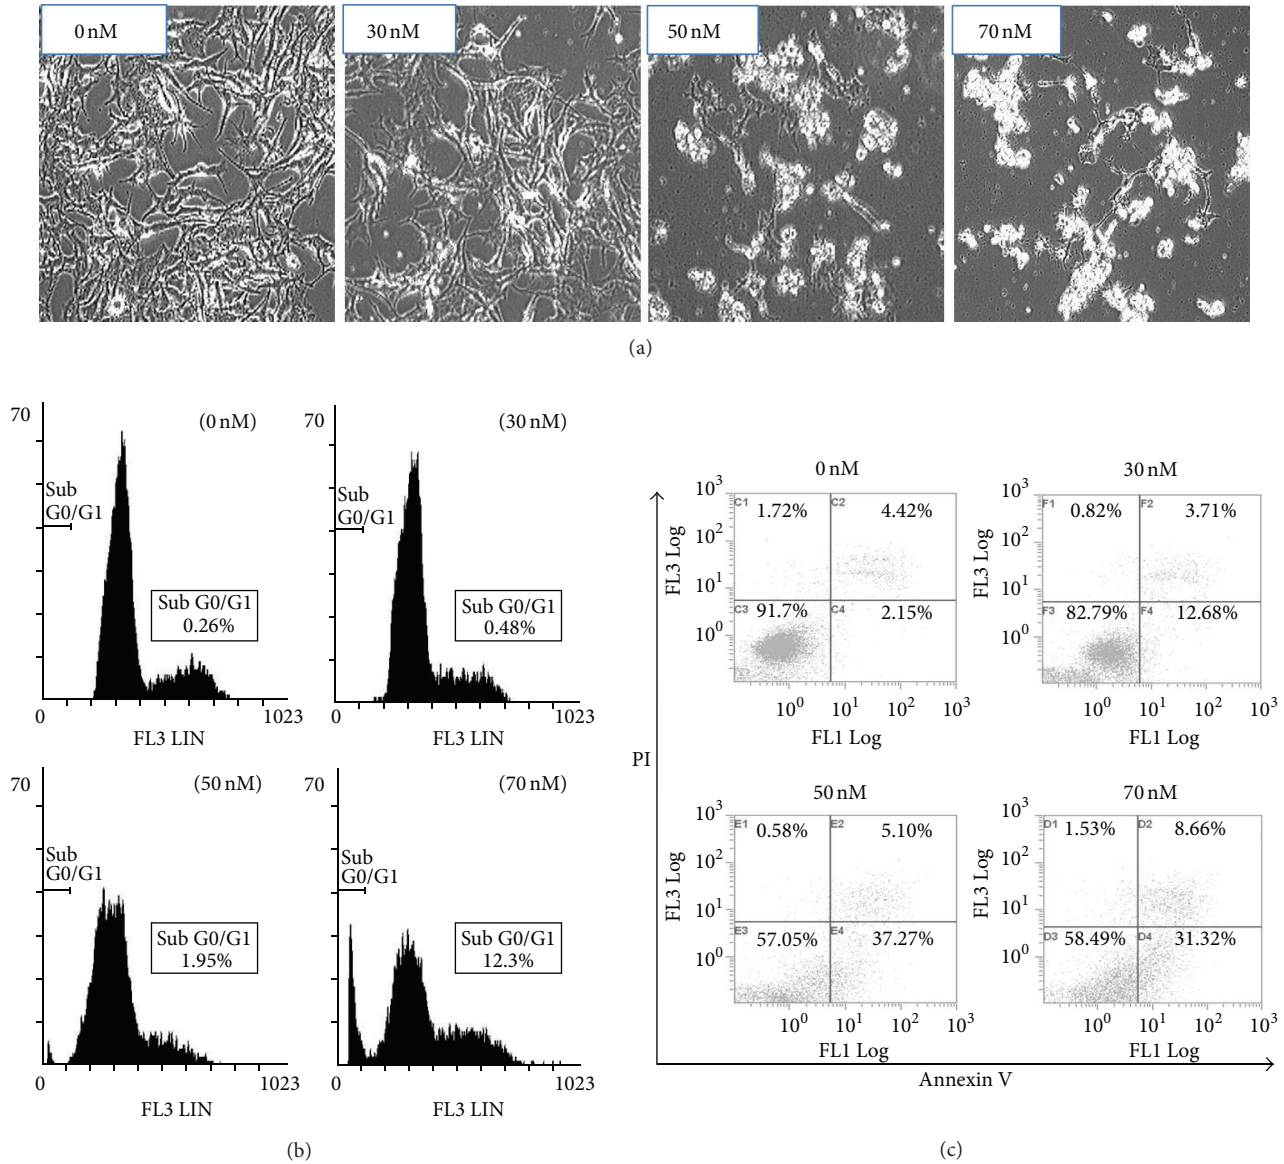 0 nM
30 nM
50 nM
70 nM
(a)
70
(0 nM)
Sub
G0/G1
Sub G0/G1
0.26%
0
1023
FL3 LIN
70
(30 nM)
Sub
G0/G1
Sub G0/G1
0.48%
0
1023
FL3 LIN
70
(50 nM)
Sub
G0/G1
Sub G0/G1
1.95%
0
1023
FL3 LIN
70
(70 nM)
Sub
G0/G1
Sub G0/G1
12.3%
0
1023
FL3 LIN
(b)
PI
0 nM
FL3 Log
10³
10²
10¹
10⁰
C1 1.72% C2 4.42%
C3 91.7% C4 2.15%
10⁰ 10¹ 10² 10³
FL1 Log
30 nM
FL3 Log
10³
10²
10¹
10⁰
F1 0.82% F2 3.71%
F3 82.79% F4 12.68%
10⁰ 10¹ 10² 10³
FL1 Log
50 nM
FL3 Log
10³
10²
10¹
10⁰
E1 0.58% E2 5.10%
E3 57.05% E4 37.27%
10⁰ 10¹ 10² 10³
FL1 Log
70 nM
FL3 Log
10³
10²
10¹
10⁰
D1 1.53% D2 8.66%
D3 58.49% D4 31.32%
10⁰ 10¹ 10² 10³
FL1 Log
Annexin V
(c)